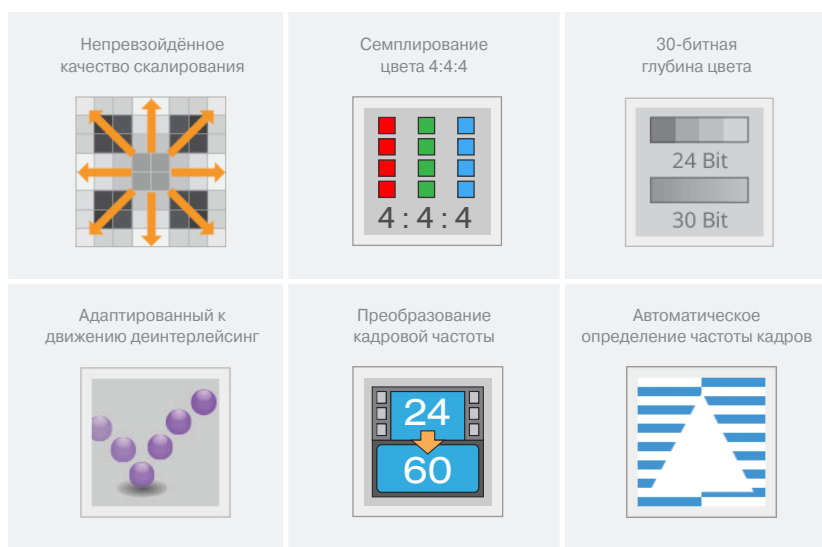 Непревзойдённое
качество скалирования
Семплирование
цвета 4:4:4
4 : 4 : 4
30-битная
глубина цвета
24 Bit
30 Bit
Адаптированный к
движению деинтерлейсинг
Преобразование
кадровой частоты
24
60
Автоматическое
определение частоты кадров